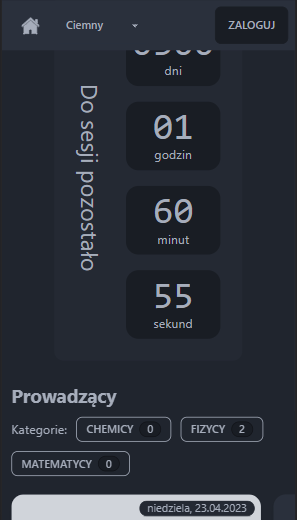 Ciemny
ZALOGUJ
dni
01
godzin
60
minut
55
sekund
Do sesji pozostało
Prowadzący
Kategorie: CHEMICY 0 FIZYCY 2
MATEMATYCY 0
niedziela, 23.04.2023